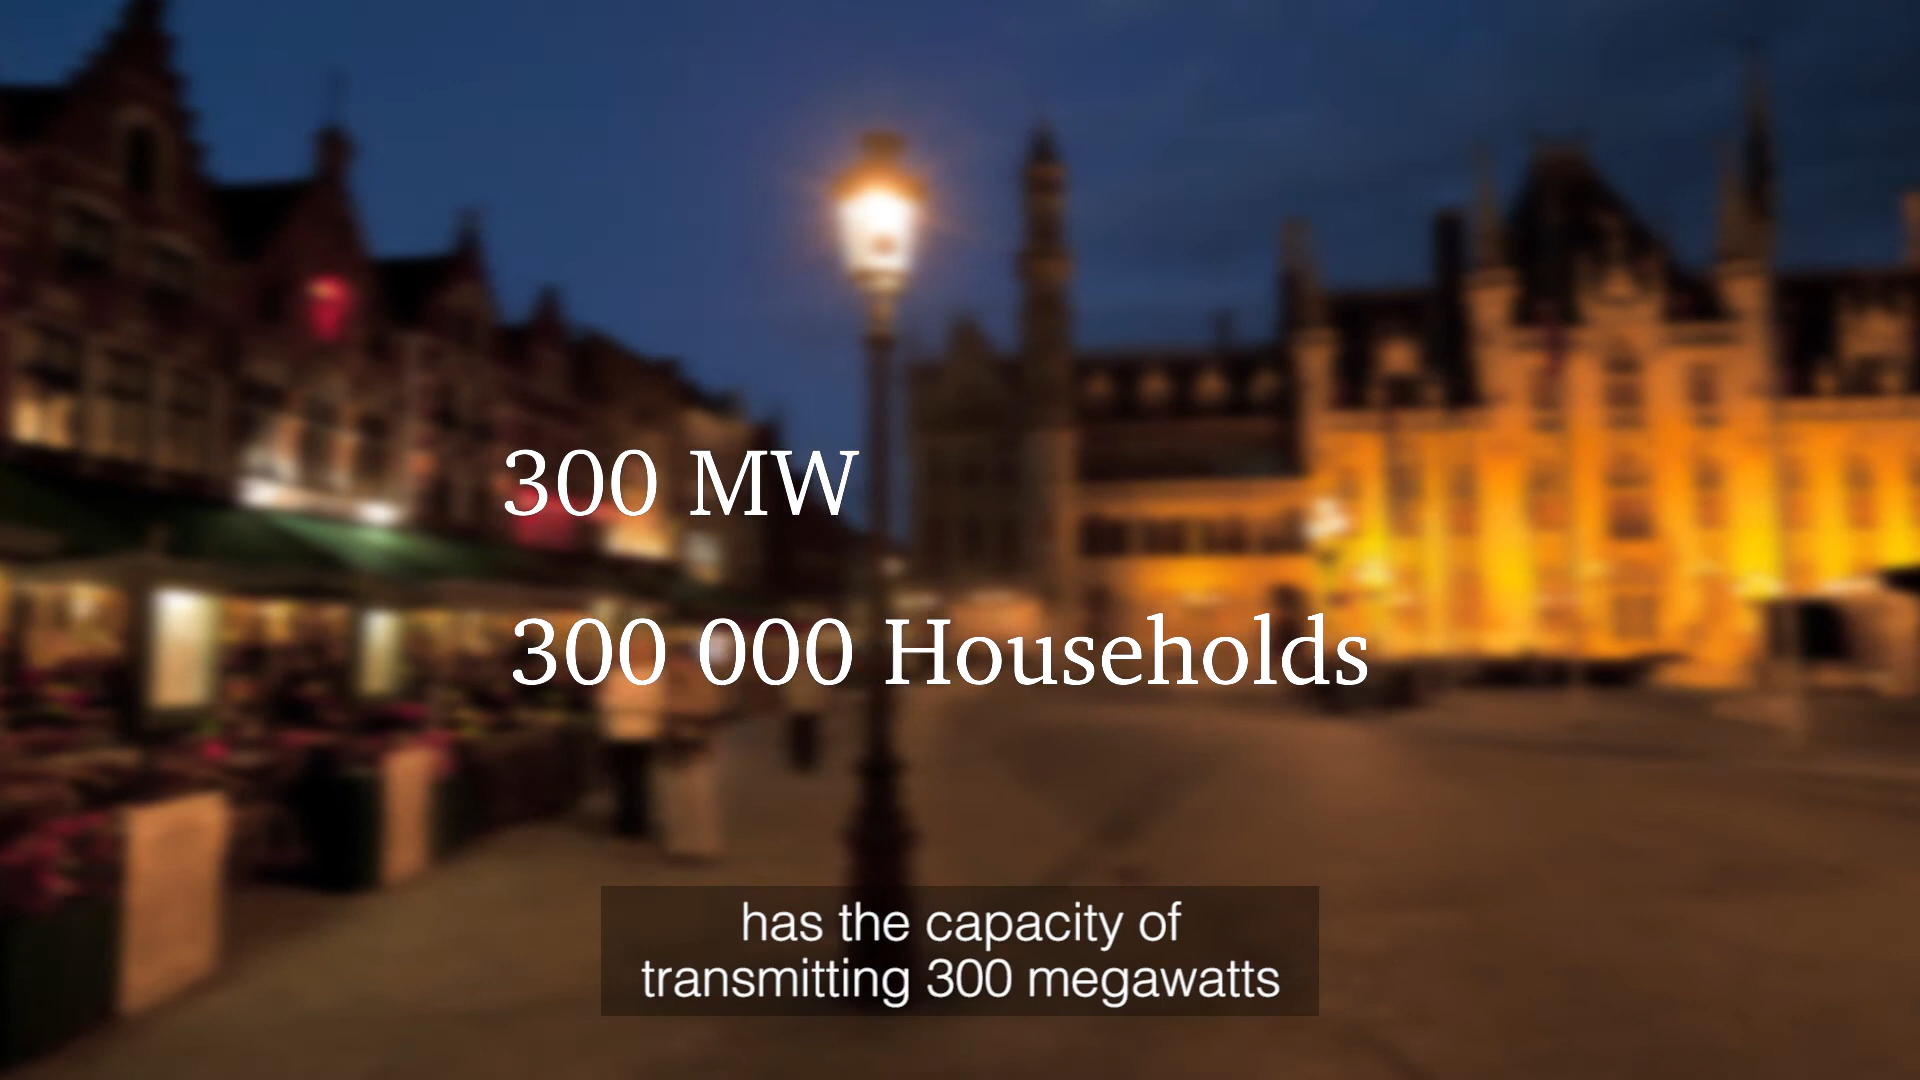 300 MW
300 000 Households
has the capacity of
transmitting 300 megawatts